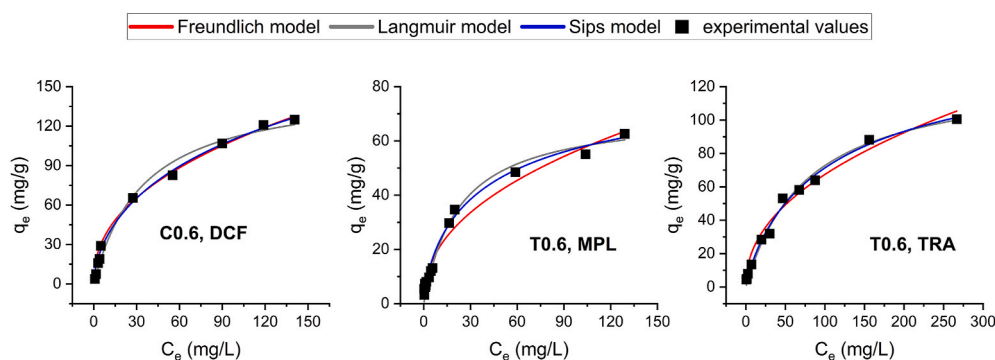 Freundlich model Langmuir model Sips model experimental values
150
120
90
60
30
0
qe (mg/g)
C0.6, DCF
0 30 60 90 120 150
Ce (mg/L)
80
60
40
20
0
qe (mg/g)
T0.6, MPL
0 30 60 90 120 150
Ce (mg/L)
120
100
80
60
40
20
0
qe (mg/g)
T0.6, TRA
0 50 100 150 200 250 300
Ce (mg/L)